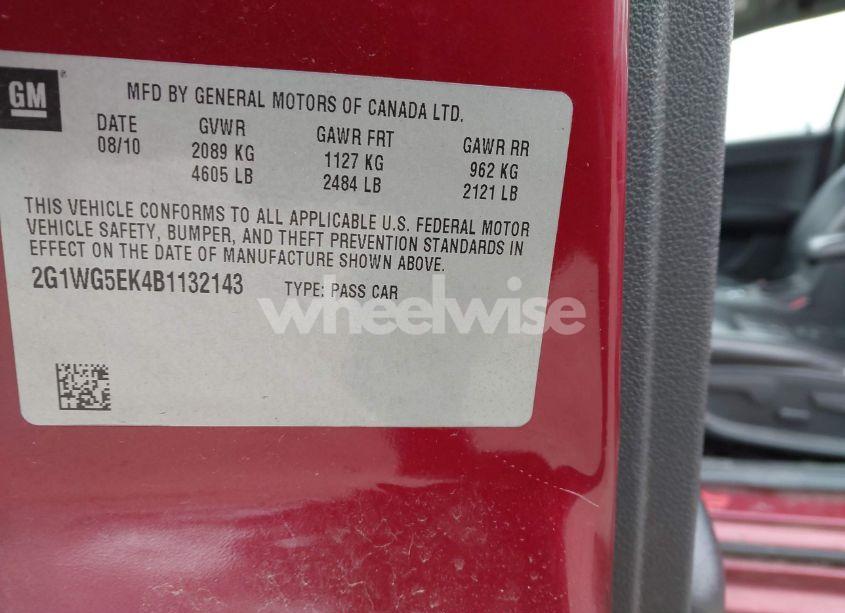 GM
MFD BY GENERAL MOTORS OF CANADA LTD.
DATE GVWR GAWR FRT GAWR RR
08/10 2089 KG 1127 KG 962 KG
4605 LB 2484 LB 2121 LB
THIS VEHICLE CONFORMS TO ALL APPLICABLE U.S. FEDERAL MOTOR
VEHICLE SAFETY, BUMPER, AND THEFT PREVENTION STANDARDS IN
EFFECT ON THE DATE OF MANUFACTURE SHOWN ABOVE.
2G1WG5EK4B1132143 TYPE: PASS CAR
wheelwise